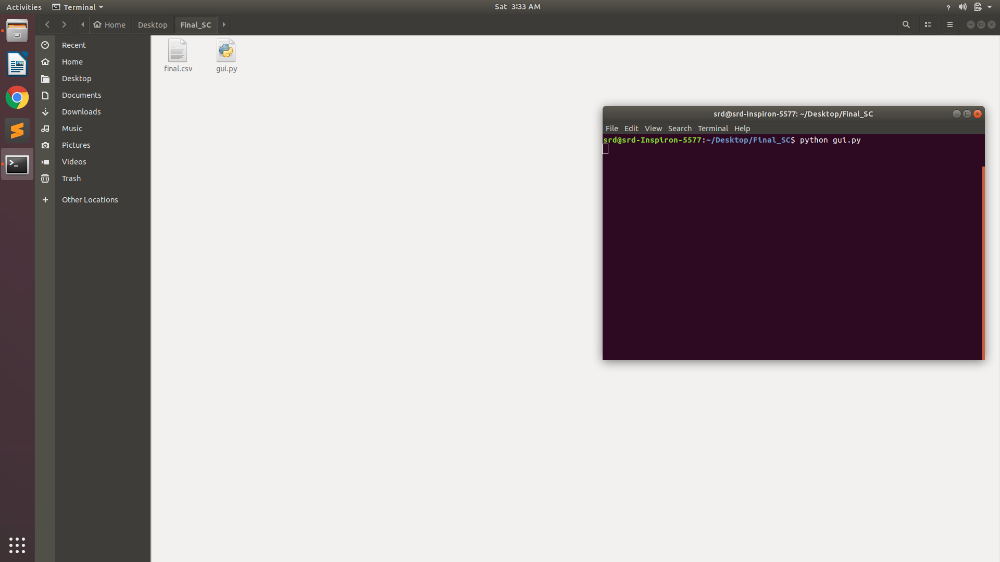 Activities Terminal Sat 3:33 AM ?
Home Desktop Final_SC
Recent
Home
Desktop
Documents
Downloads
Music
Pictures
Videos
Trash
Other Locations
final.csv gui.py
srd@srd-Inspiron-5577: ~/Desktop/Final_SC
File Edit View Search Terminal Help
srd@srd-Inspiron-5577:~/Desktop/Final_SC$ python gui.py